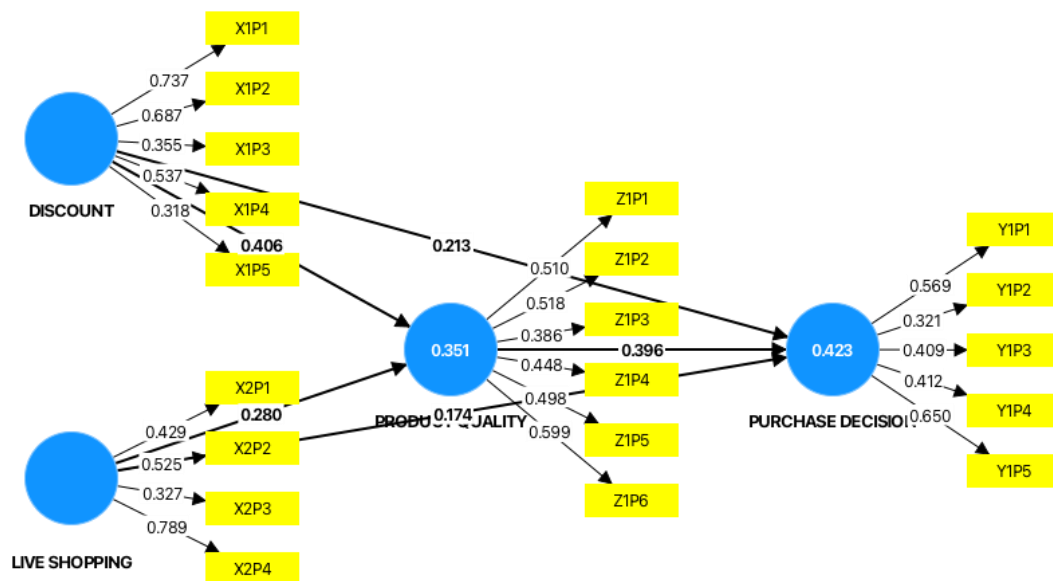 X1P1
0.737
X1P2
0.687
0.355
X1P3
0.537
DISCOUNT
0.318
X1P4
0.406
X1P5
0.213
Z1P1
0.510
Z1P2
0.518
Z1P3
0.386
0.351
0.396
0.448
Z1P4
0.498
PRODUCT QUALITY
0.174
0.599
Z1P5
Z1P6
X2P1
0.280
0.429
X2P2
0.525
0.327
X2P3
0.789
LIVE SHOPPING
X2P4
Y1P1
0.569
Y1P2
0.321
0.423
0.409
Y1P3
0.412
PURCHASE DECISION
0.650
Y1P4
Y1P5